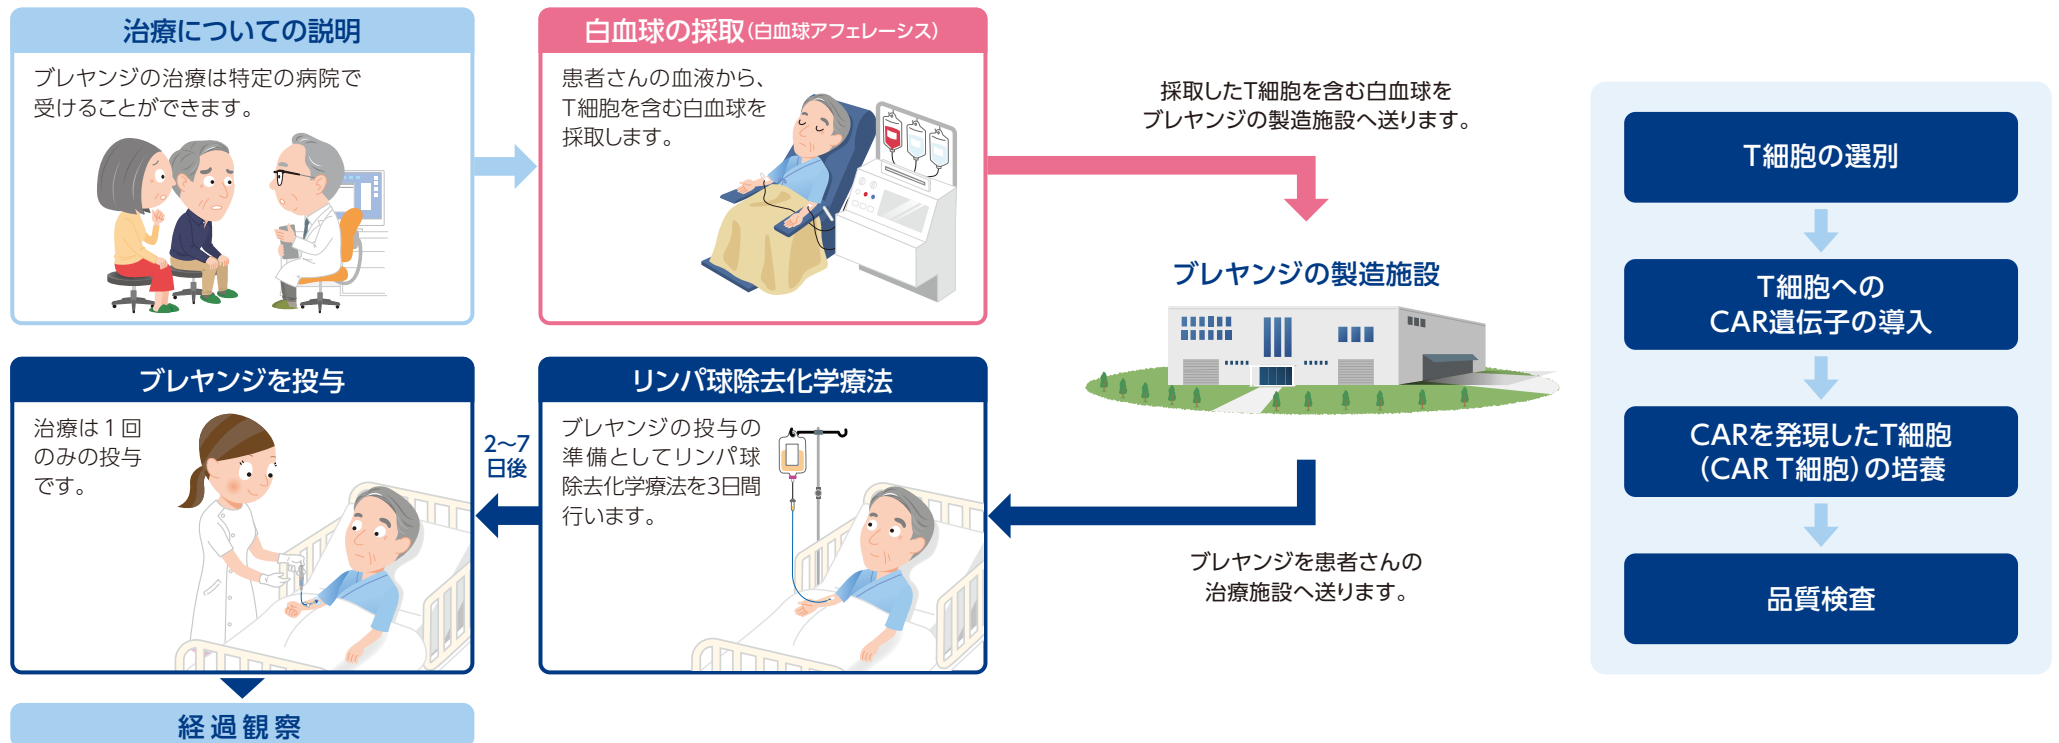 治療についての説明
ブレヤンジの治療は特定の病院で
受けることができます。
白血球の採取(白血球アフェレーシス)
患者さんの血液から、
T細胞を含む白血球を
採取します。
採取したT細胞を含む白血球を
ブレヤンジの製造施設へ送ります。
ブレヤンジの製造施設
T細胞の選別
T細胞への
CAR遺伝子の導入
CARを発現したT細胞
(CAR T細胞)の培養
品質検査
ブレヤンジを患者さんの
治療施設へ送ります。
リンパ球除去化学療法
ブレヤンジの投与の
準備としてリンパ球
除去化学療法を3日間
行います。
2〜7
日後
ブレヤンジを投与
治療は1回
のみの投与
です。
経過観察